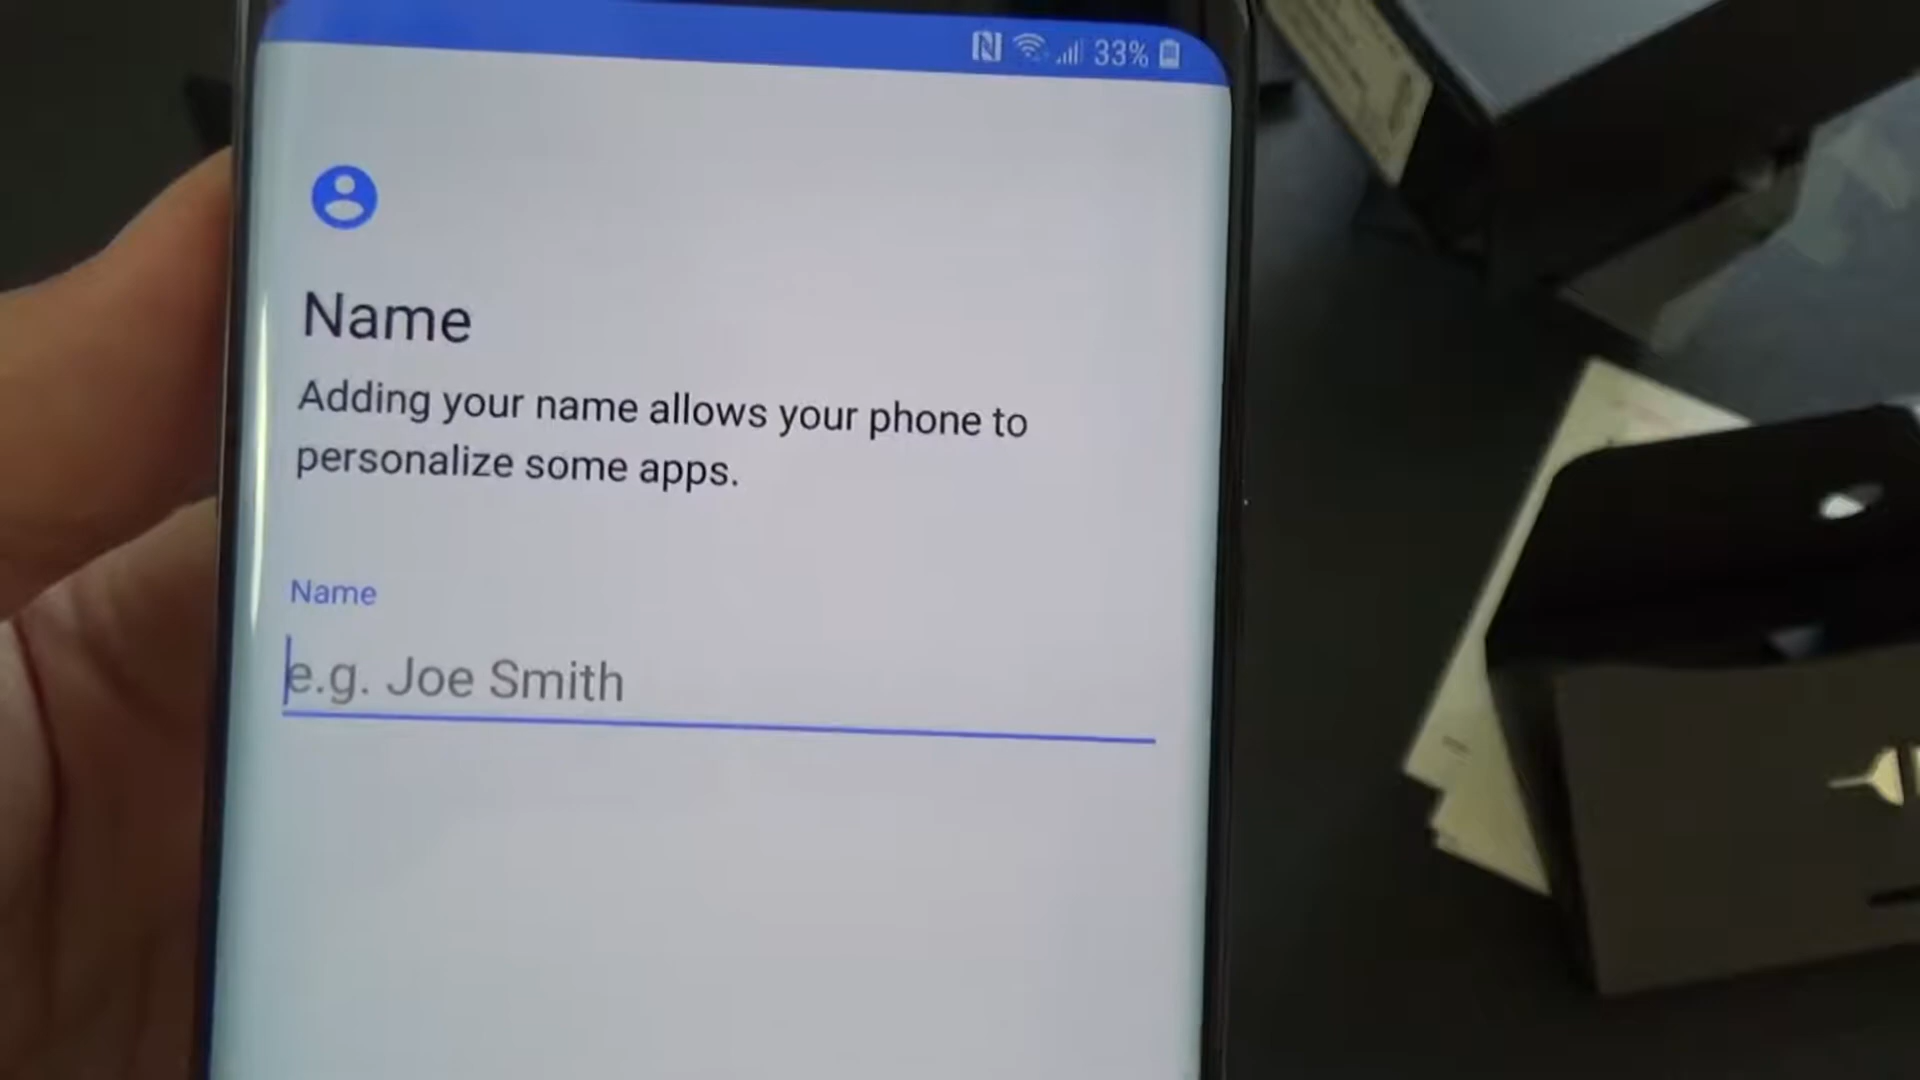 33%
Name
Adding your name allows your phone to
personalize some apps.
Name
e.g. Joe Smith